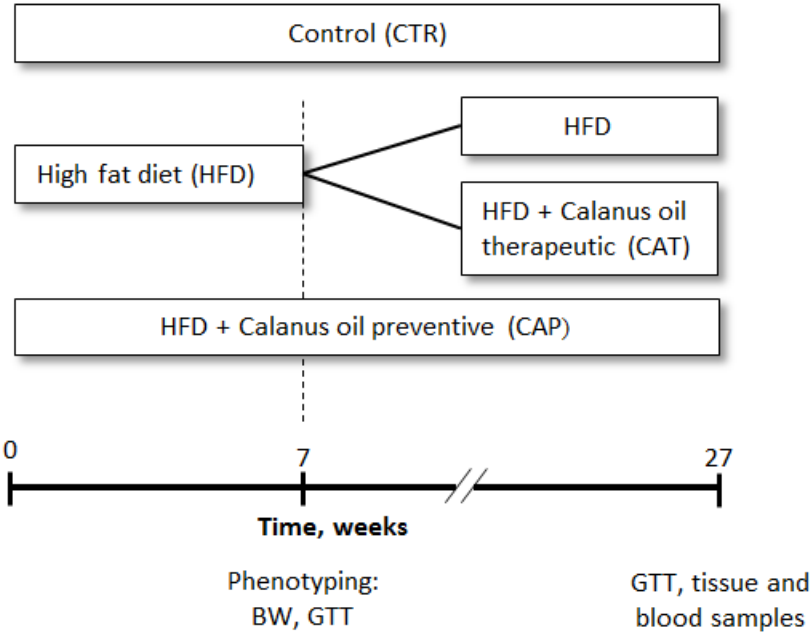 Control (CTR)
HFD
High fat diet (HFD)
HFD + Calanus oil
therapeutic (CAT)
HFD + Calanus oil preventive (CAP)
0
7
27
Time, weeks
Phenotyping:
BW, GTT
GTT, tissue and
blood samples